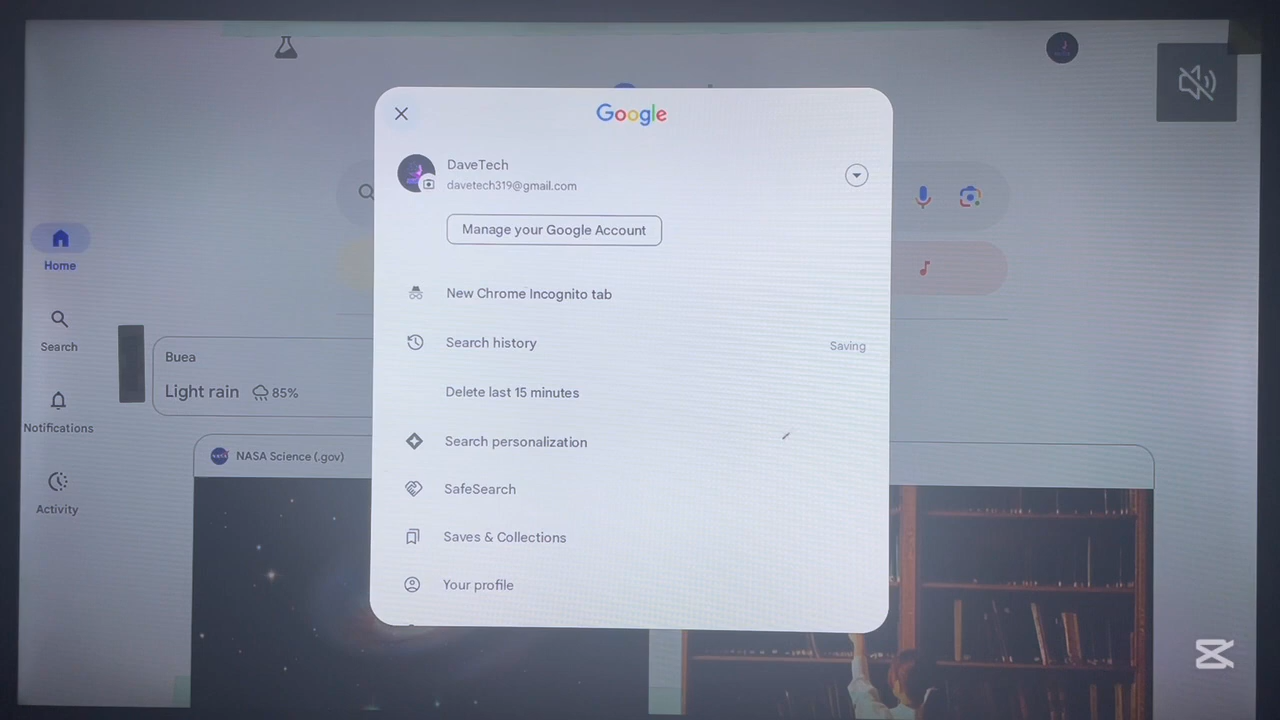 Google
DaveTech
davetech319@gmail.com
Manage your Google Account
New Chrome Incognito tab
Search history
Saving
Delete last 15 minutes
Search personalization
SafeSearch
Saves & Collections
Your profile
Home
Search
Notifications
Activity
Buea
Light rain 85%
NASA Science (.gov)